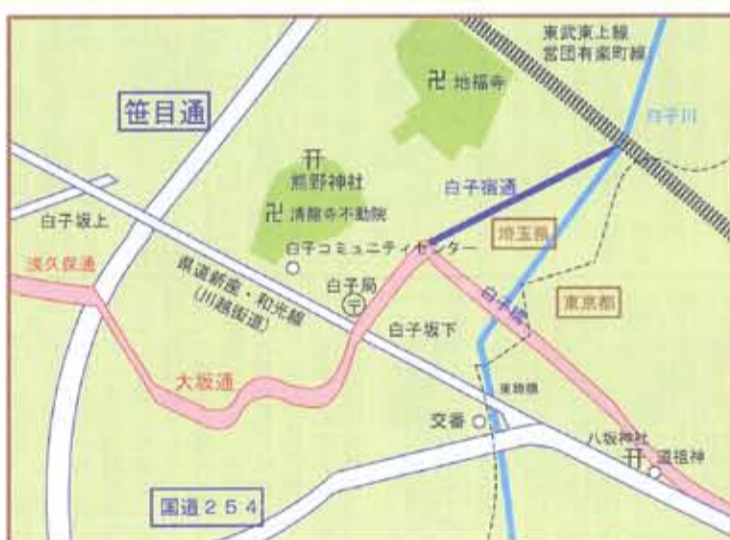 東武東上線
営団有楽町線
笹目通
卍 地福寺
白子川
熊野神社
白子宿通
卍 清龍寺不動院
白子坂上
埼玉県
白子コミュニティセンター
浅久保通
県道新座・和光線
(川越街道)
白子局
〒
白子橋
東京都
白子坂下
大坂通
東埼橋
交番
八坂神社
道祖神
国道254